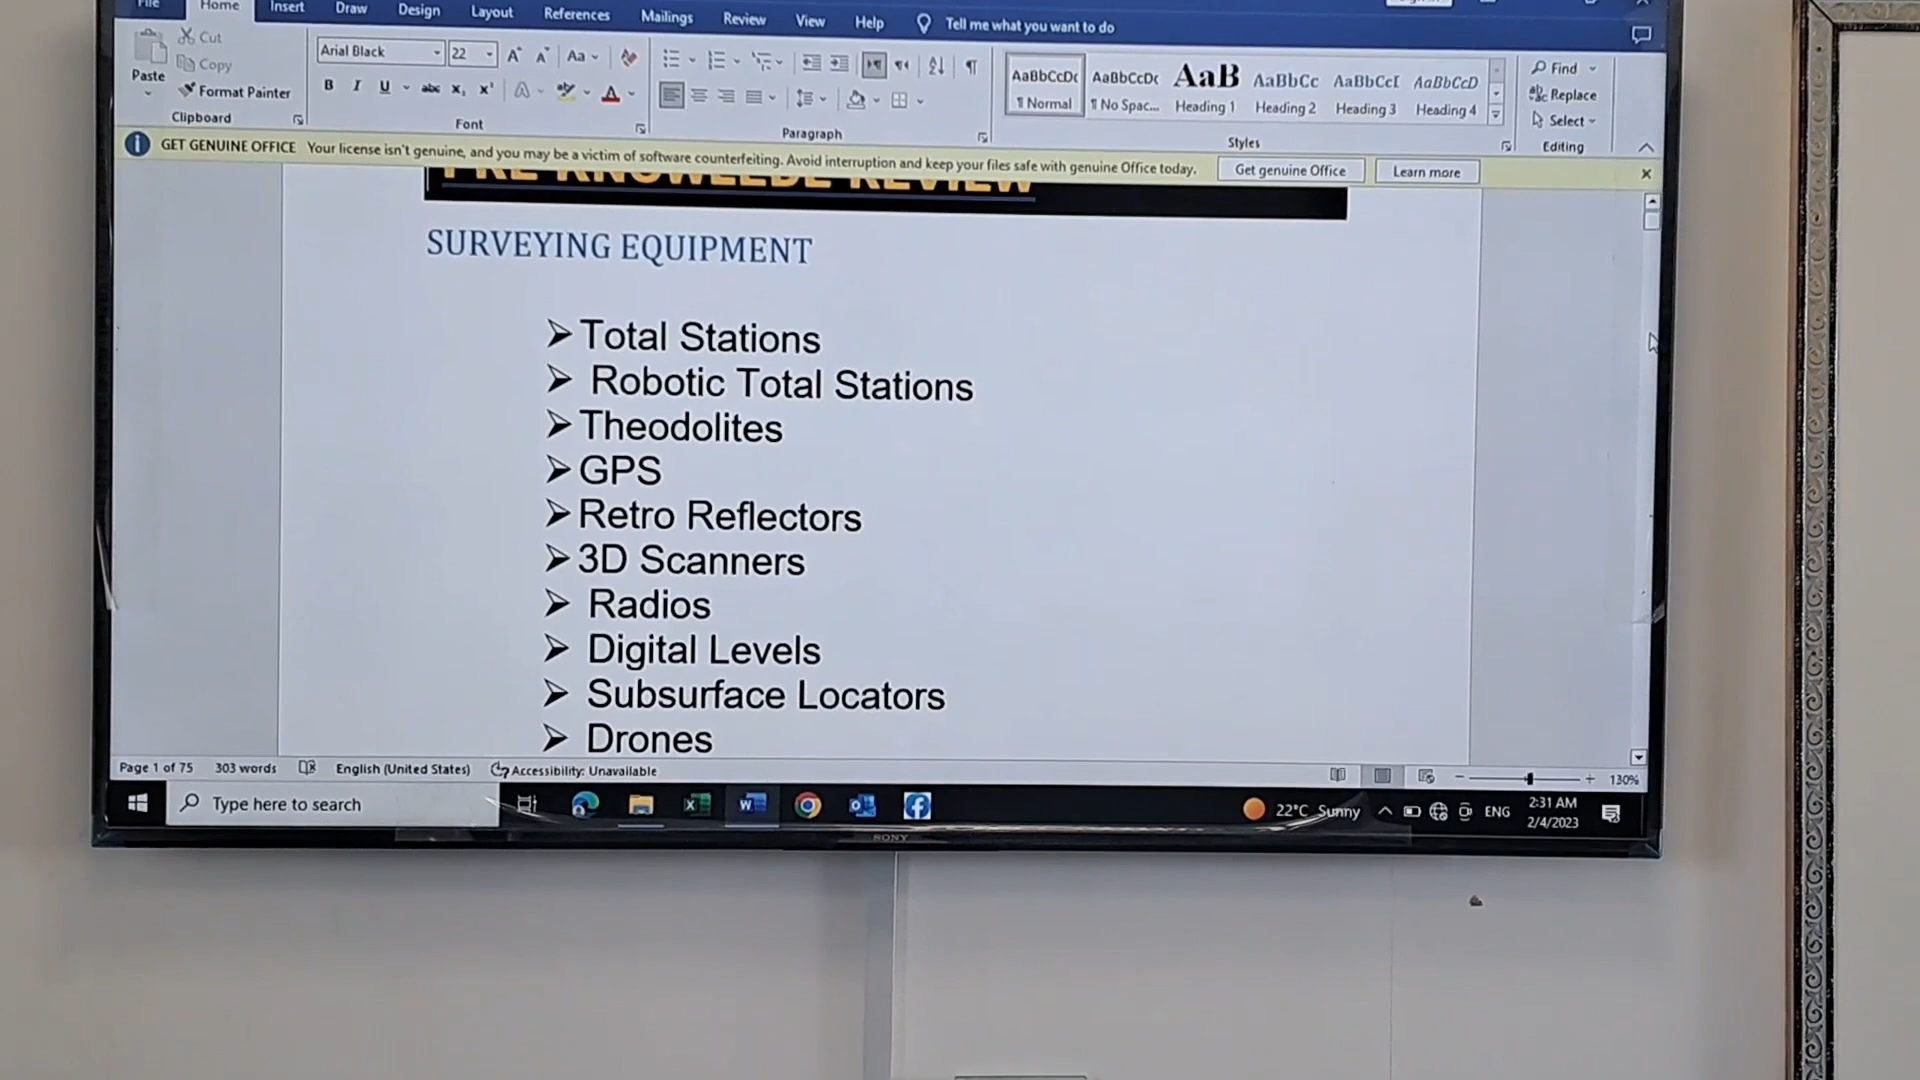 File Home Insert Draw Design Layout References Mailings Review View Help Tell me what you want to do
Cut
Copy
Paste
Format Painter
Clipboard
Arial Black 22
Font
Paragraph
AaBbCcDc AaBbCcDc AaB AaBbCc AaBbCcI AaBbCcD
¶ Normal ¶ No Spac... Heading 1 Heading 2 Heading 3 Heading 4
Styles
Find
Replace
Select
Editing
GET GENUINE OFFICE Your license isn't genuine, and you may be a victim of software counterfeiting. Avoid interruption and keep your files safe with genuine Office today. Get genuine Office Learn more
PRE KNOWLEDE REVIEW
SURVEYING EQUIPMENT
➢Total Stations
➢ Robotic Total Stations
➢Theodolites
➢GPS
➢Retro Reflectors
➢3D Scanners
➢ Radios
➢ Digital Levels
➢ Subsurface Locators
➢ Drones
Page 1 of 75 303 words English (United States) Accessibility: Unavailable 130%
Type here to search 22°C Sunny ENG 2:31 AM
2/4/2023
SONY